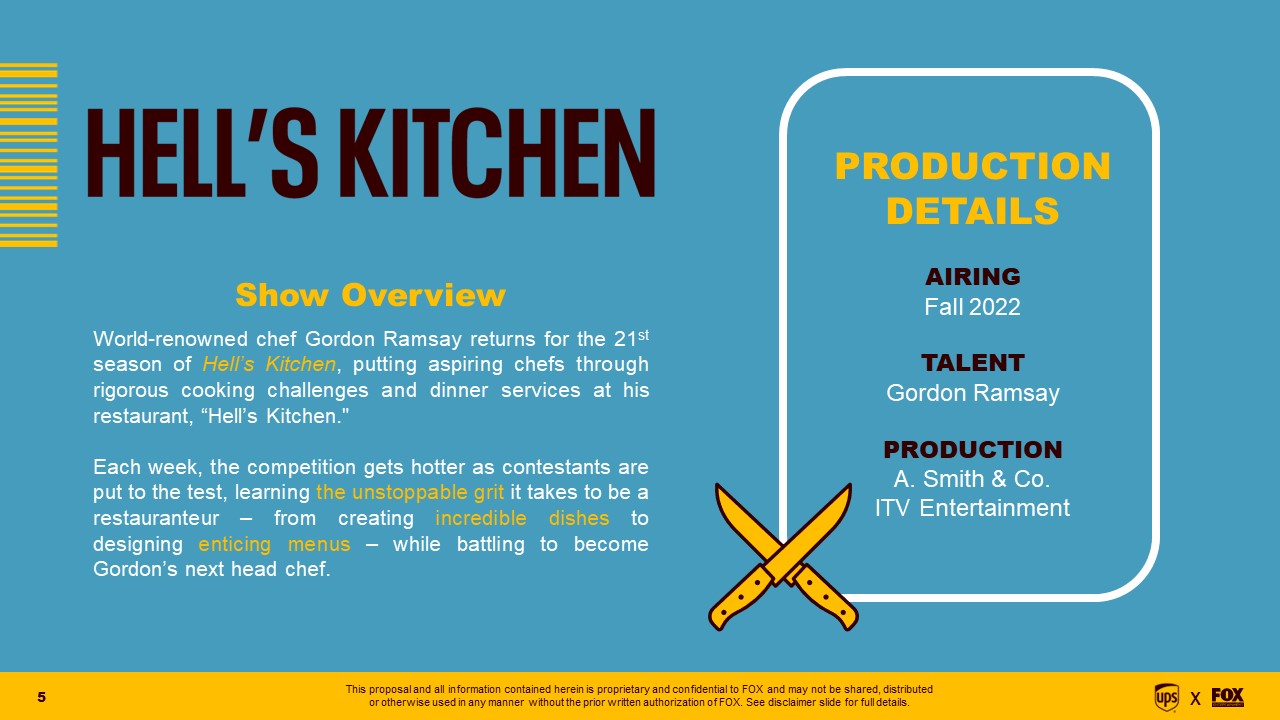 HELL'S KITCHEN
Show Overview
World-renowned chef Gordon Ramsay returns for the 21st
season of Hell’s Kitchen, putting aspiring chefs through
rigorous cooking challenges and dinner services at his
restaurant, “Hell’s Kitchen."
Each week, the competition gets hotter as contestants are
put to the test, learning the unstoppable grit it takes to be a
restauranteur – from creating incredible dishes to
designing enticing menus – while battling to become
Gordon’s next head chef.
PRODUCTION
DETAILS
AIRING
Fall 2022
TALENT
Gordon Ramsay
PRODUCTION
A. Smith & Co.
ITV Entertainment
5
This proposal and all information contained herein is proprietary and confidential to FOX and may not be shared, distributed
or otherwise used in any manner without the prior written authorization of FOX. See disclaimer slide for full details.
ups X FOX